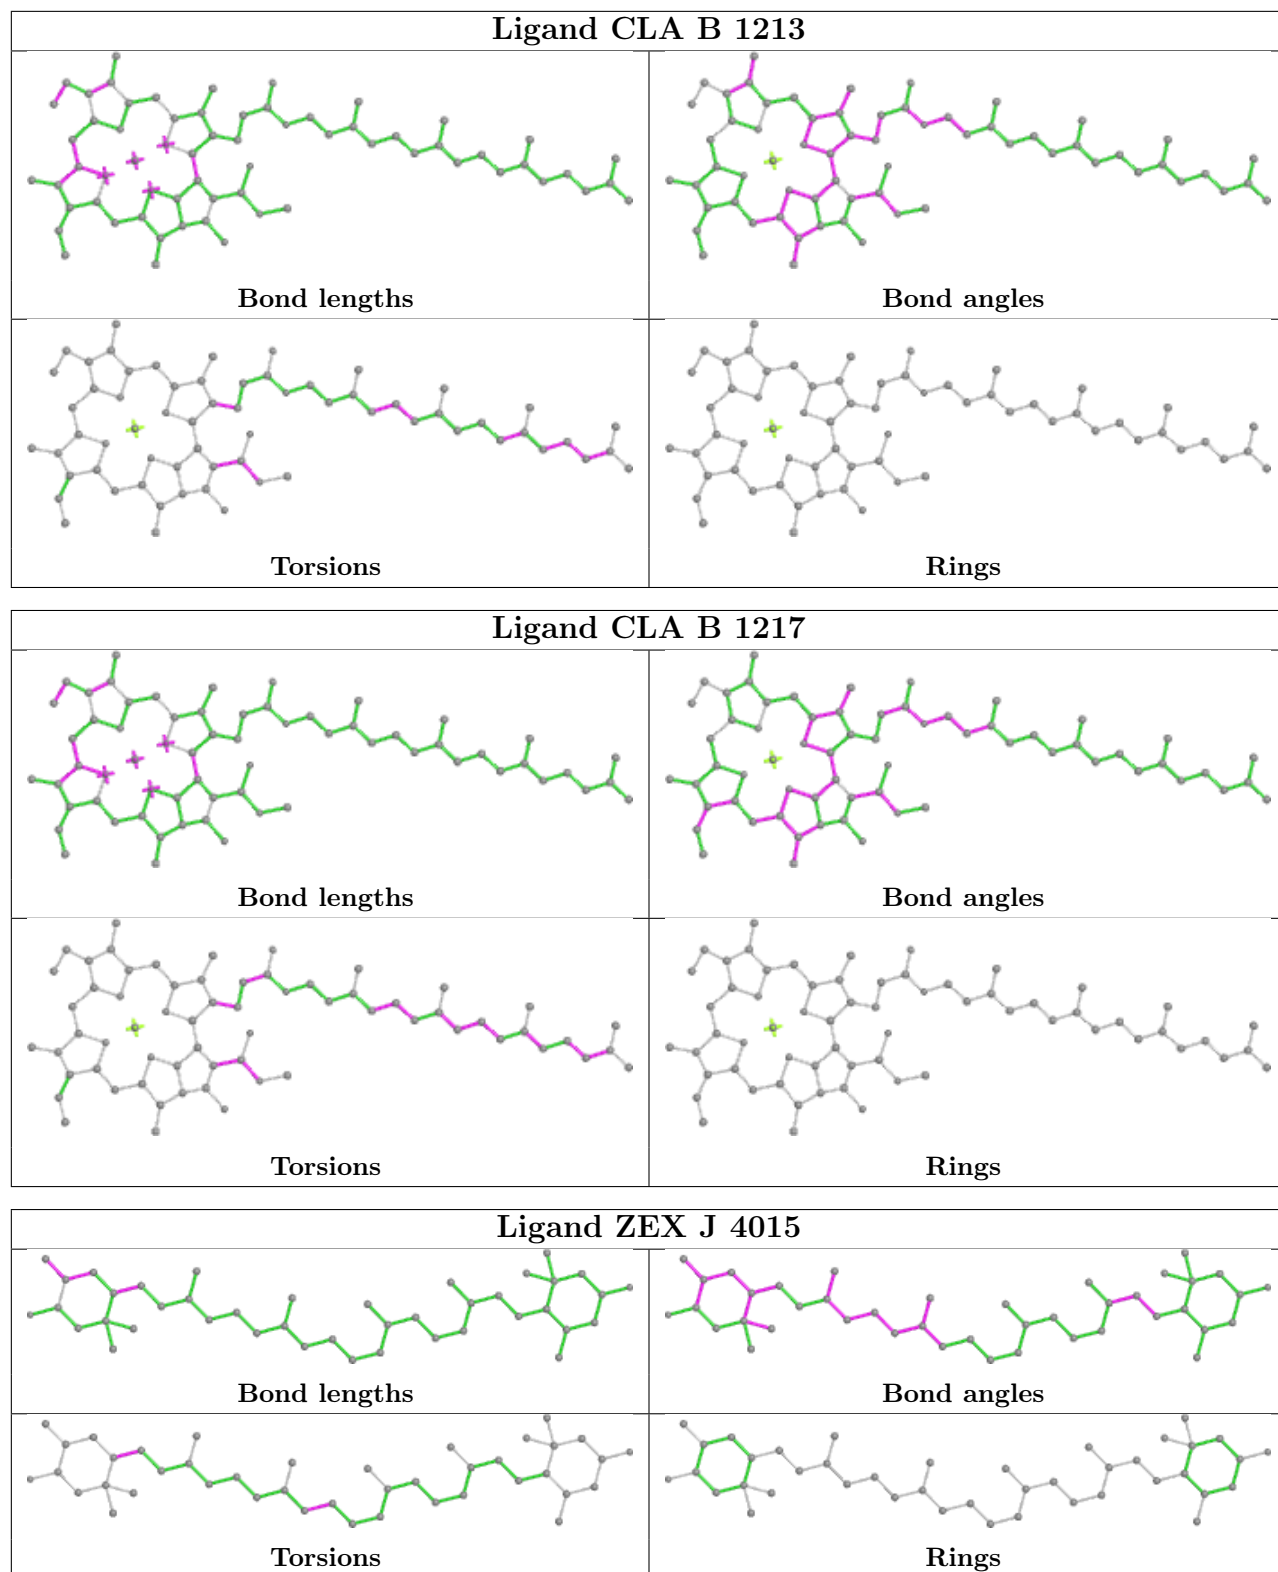 Ligand CLA B 1213
Bond lengths
Bond angles
Torsions
Rings
Ligand CLA B 1217
Bond lengths
Bond angles
Torsions
Rings
Ligand ZEX J 4015
Bond lengths
Bond angles
Torsions
Rings